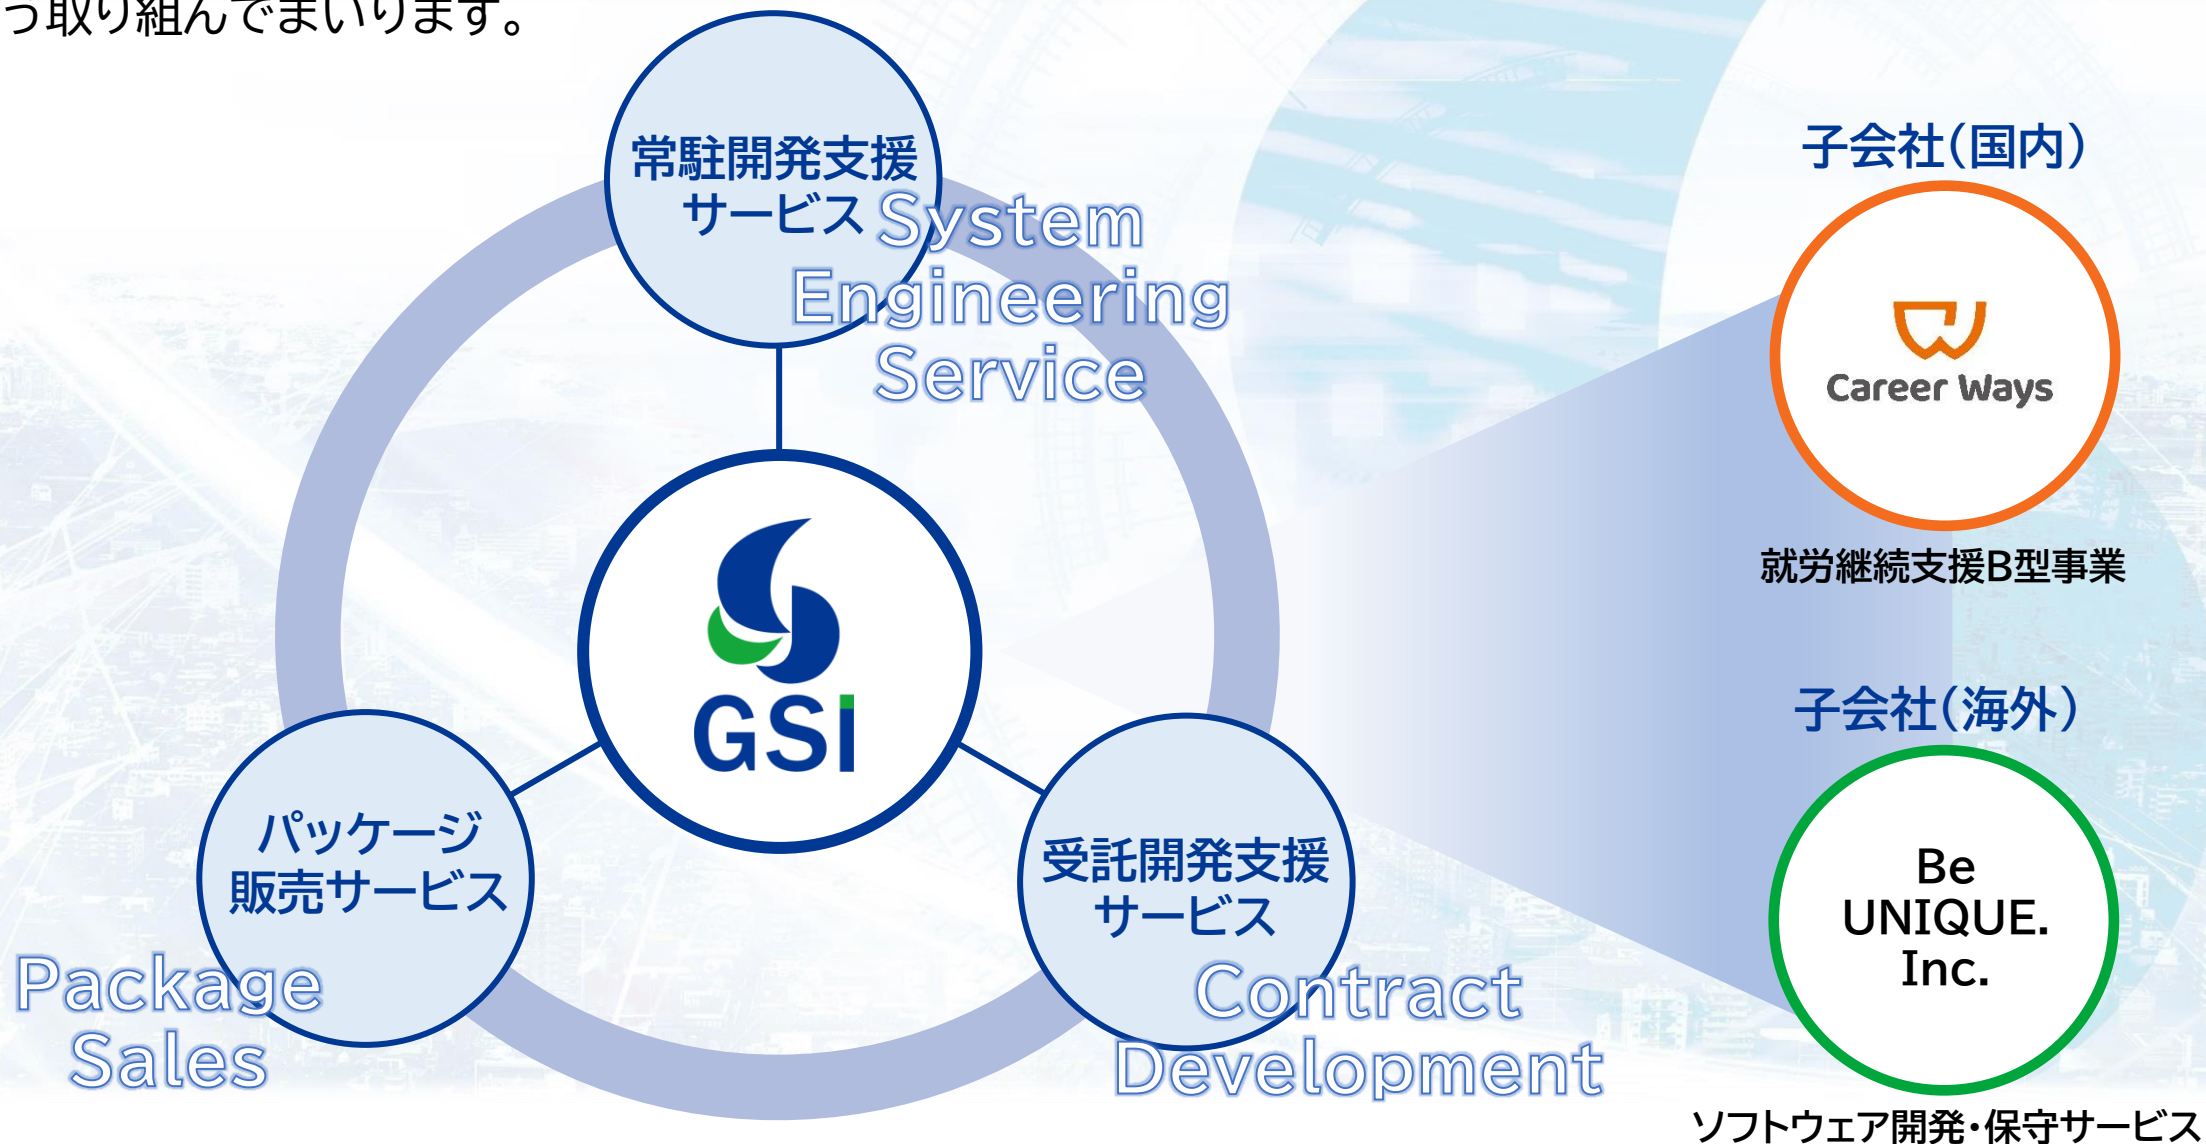 う取り組んでまいります。
常駐開発支援
サービス
System
Engineering
Service
GSI
パッケージ
販売サービス
Package
Sales
受託開発支援
サービス
Contract
Development
子会社(国内)
Career Ways
就労継続支援B型事業
子会社(海外)
Be
UNIQUE.
Inc.
ソフトウェア開発・保守サービス